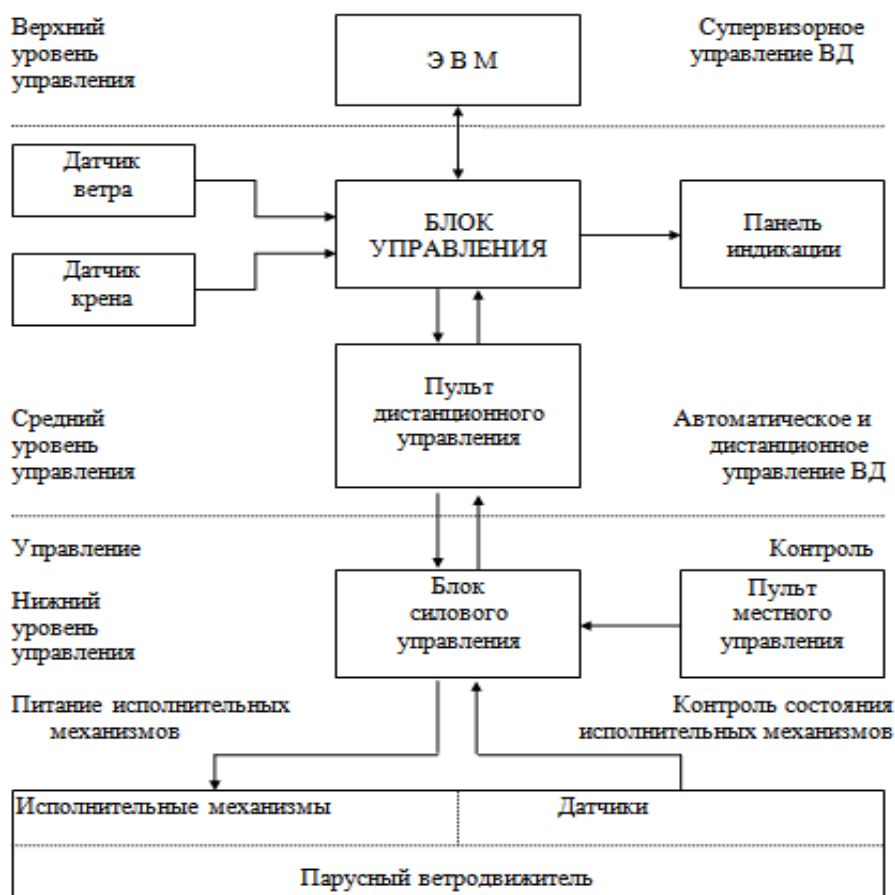 Верхний
уровень
управления
Э В М
Супервизорное
управление ВД
Датчик
ветра
БЛОК
УПРАВЛЕНИЯ
Панель
индикации
Датчик
крена
Пульт
дистанционного
управления
Средний
уровень
управления
Автоматическое и
дистанционное
управление ВД
Управление
Контроль
Нижний
уровень
управления
Блок
силового
управления
Пульт
местного
управления
Питание исполнительных
механизмов
Контроль состояния
исполнительных механизмов
Исполнительные механизмы
Датчики
Парусный ветродвижитель